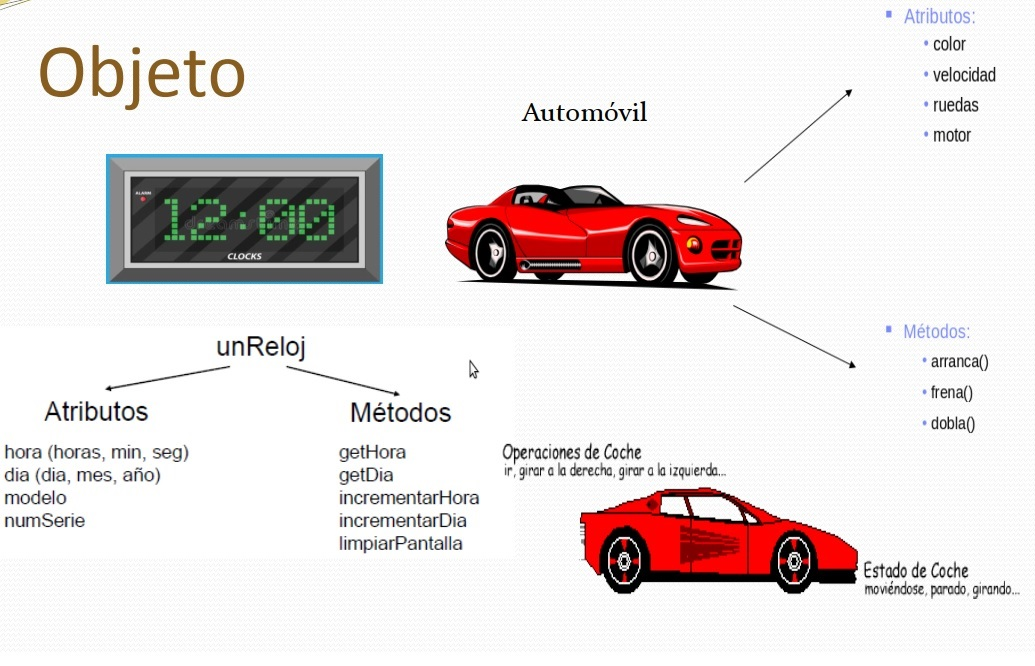 Objeto
Automóvil
Atributos:
color
velocidad
ruedas
motor
ALARM
12:00
CLOCKS
unReloj
Atributos
hora (horas, min, seg)
dia (dia, mes, año)
modelo
numSerie
Métodos
getHora
getDia
incrementarHora
incrementarDia
limpiarPantalla
Métodos:
arranca()
frena()
dobla()
Operaciones de Coche
ir, girar a la derecha, girar a la izquierda...
Estado de Coche
moviéndose, parado, girando...